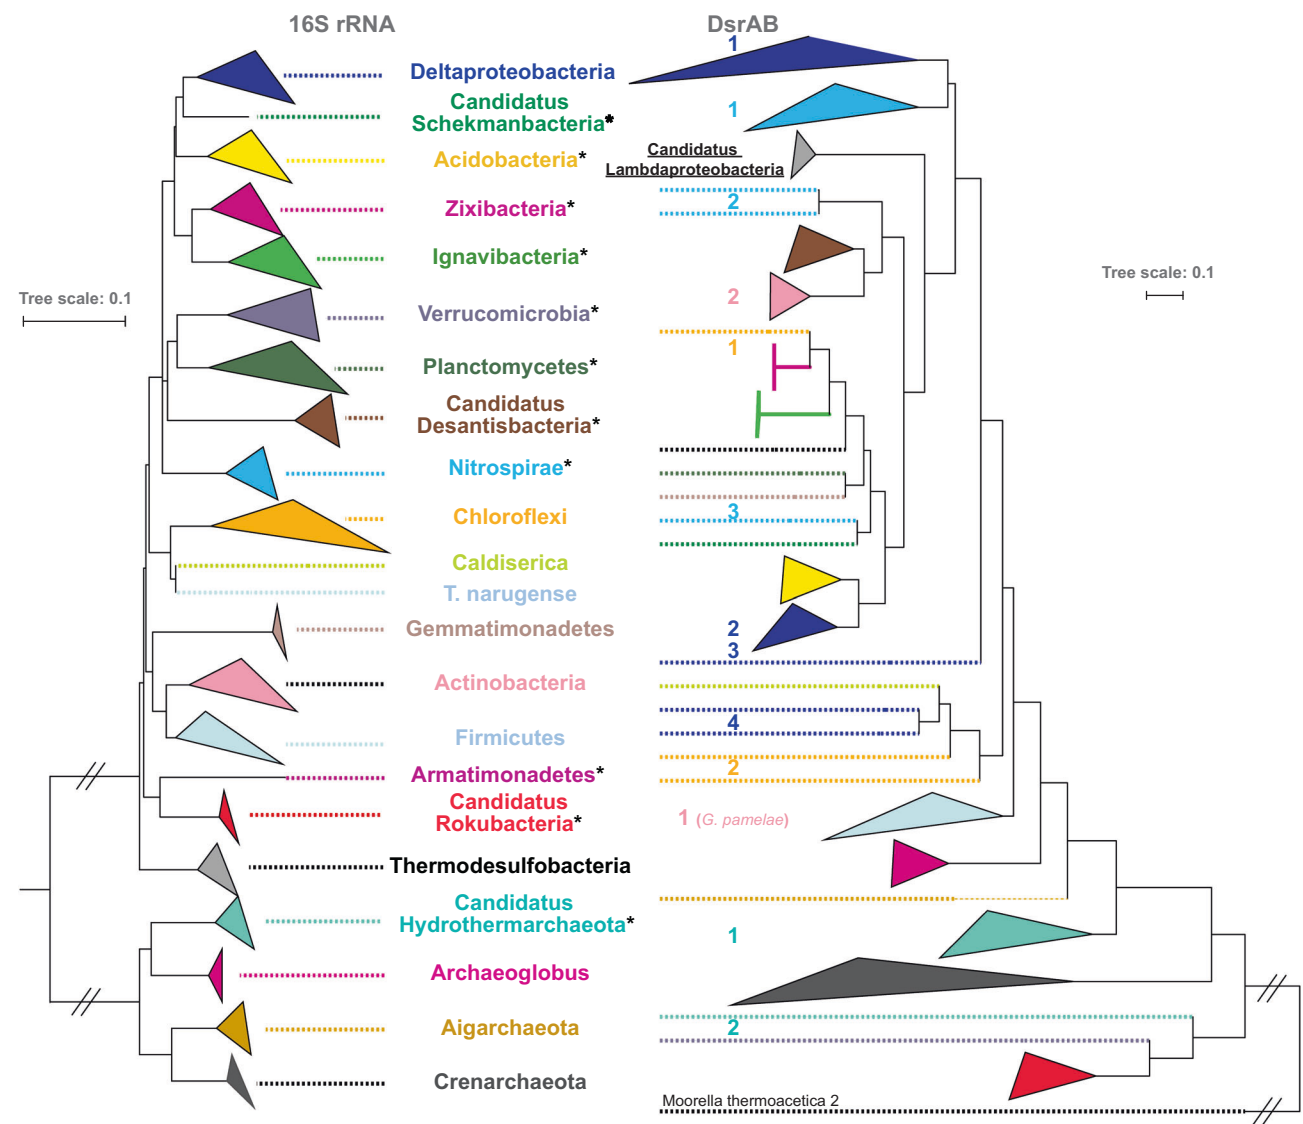 16S rRNA
DsrAB
1
Deltaproteobacteria
Candidatus
Schekmanbacteria*
1
Acidobacteria*
Candidatus
Lambdaproteobacteria
Zixibacteria*
2
Ignavibacteria*
Tree scale: 0.1
Tree scale: 0.1
2
Verrucomicrobia*
1
Planctomycetes*
Candidatus
Desantisbacteria*
Nitrospirae*
Chloroflexi
3
Caldiserica
T. narugense
Gemmatimonadetes
2
3
Actinobacteria
Firmicutes
4
Armatimonadetes*
2
Candidatus
Rokubacteria*
1 (G. pamelae)
Thermodesulfobacteria
Candidatus
Hydrothermarchaeota*
1
Archaeoglobus
Aigarchaeota
2
Crenarchaeota
Moorella thermoacetica 2